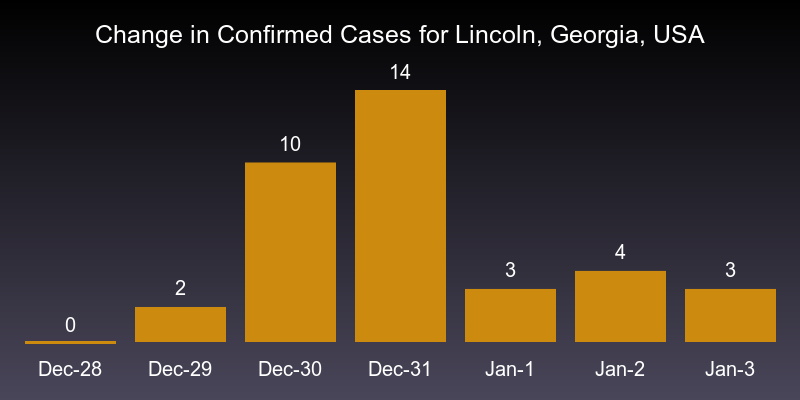 Change in Confirmed Cases for Lincoln, Georgia, USA
0 2 10 14 3 4 3
Dec-28 Dec-29 Dec-30 Dec-31 Jan-1 Jan-2 Jan-3